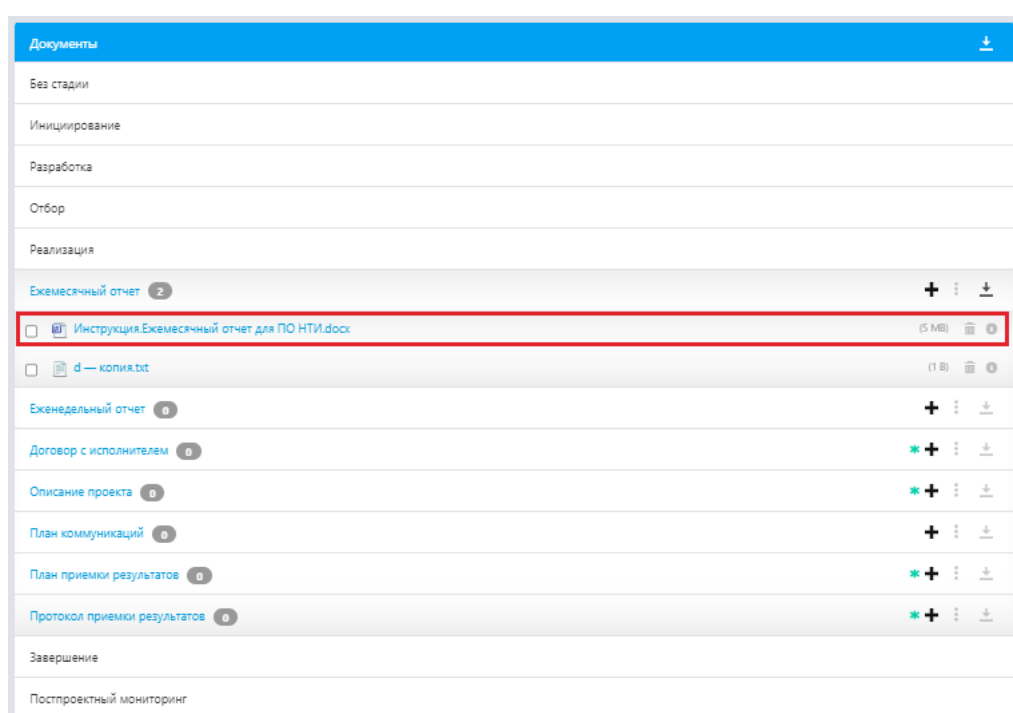 Документы
Без стадии
Инициирование
Разработка
Отбор
Реализация
Ежемесячный отчет 2
Инструкция.Ежемесячный отчет для ПО НТИ.docx (5 MB)
d — копия.txt (1 B)
Еженедельный отчет 0
Договор с исполнителем 0
Описание проекта 0
План коммуникаций 0
План приемки результатов 0
Протокол приемки результатов 0
Завершение
Постпроектный мониторинг